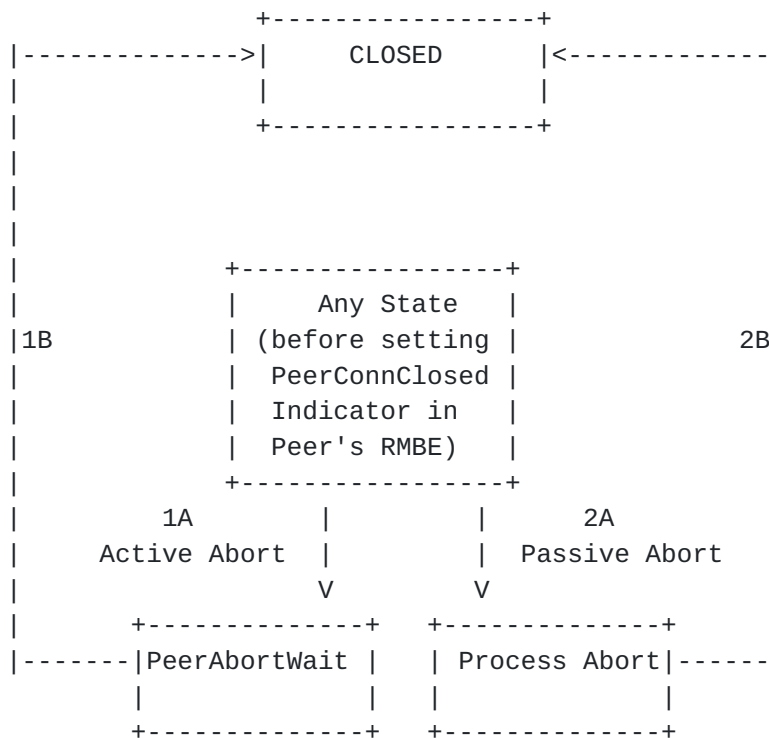 CLOSED
Any State
1B (before setting 2B
PeerConnClosed
Indicator in
Peer's RMBE)
1A 2A
Active Abort Passive Abort
V V
PeerAbortWait Process Abort